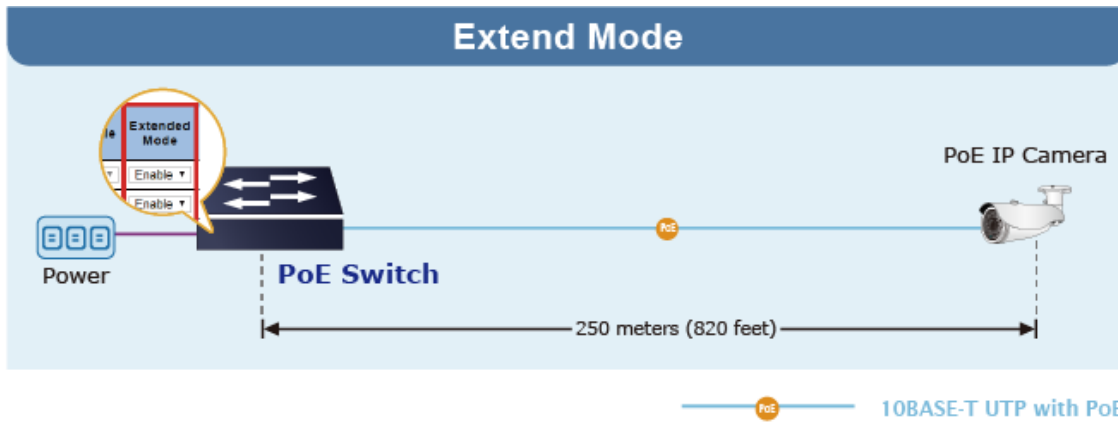 Extend Mode
le
Extended
Mode
Enable
Enable
PoE IP Camera
PoE
Power
PoE Switch
250 meters (820 feet)
PoE
10BASE-T UTP with PoE